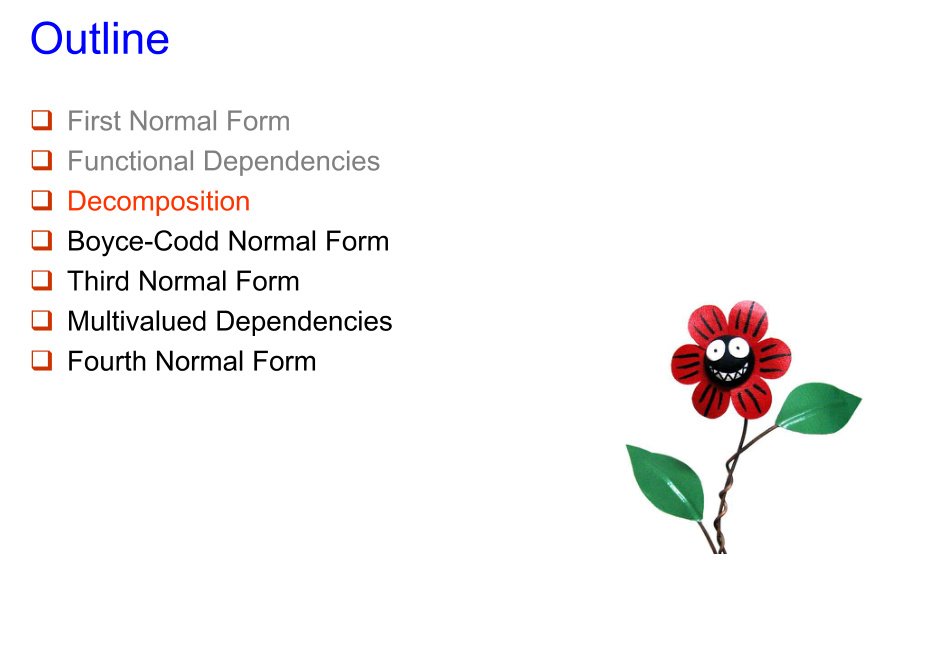 Outline
First Normal Form
Functional Dependencies
Decomposition
Boyce-Codd Normal Form
Third Normal Form
Multivalued Dependencies
Fourth Normal Form